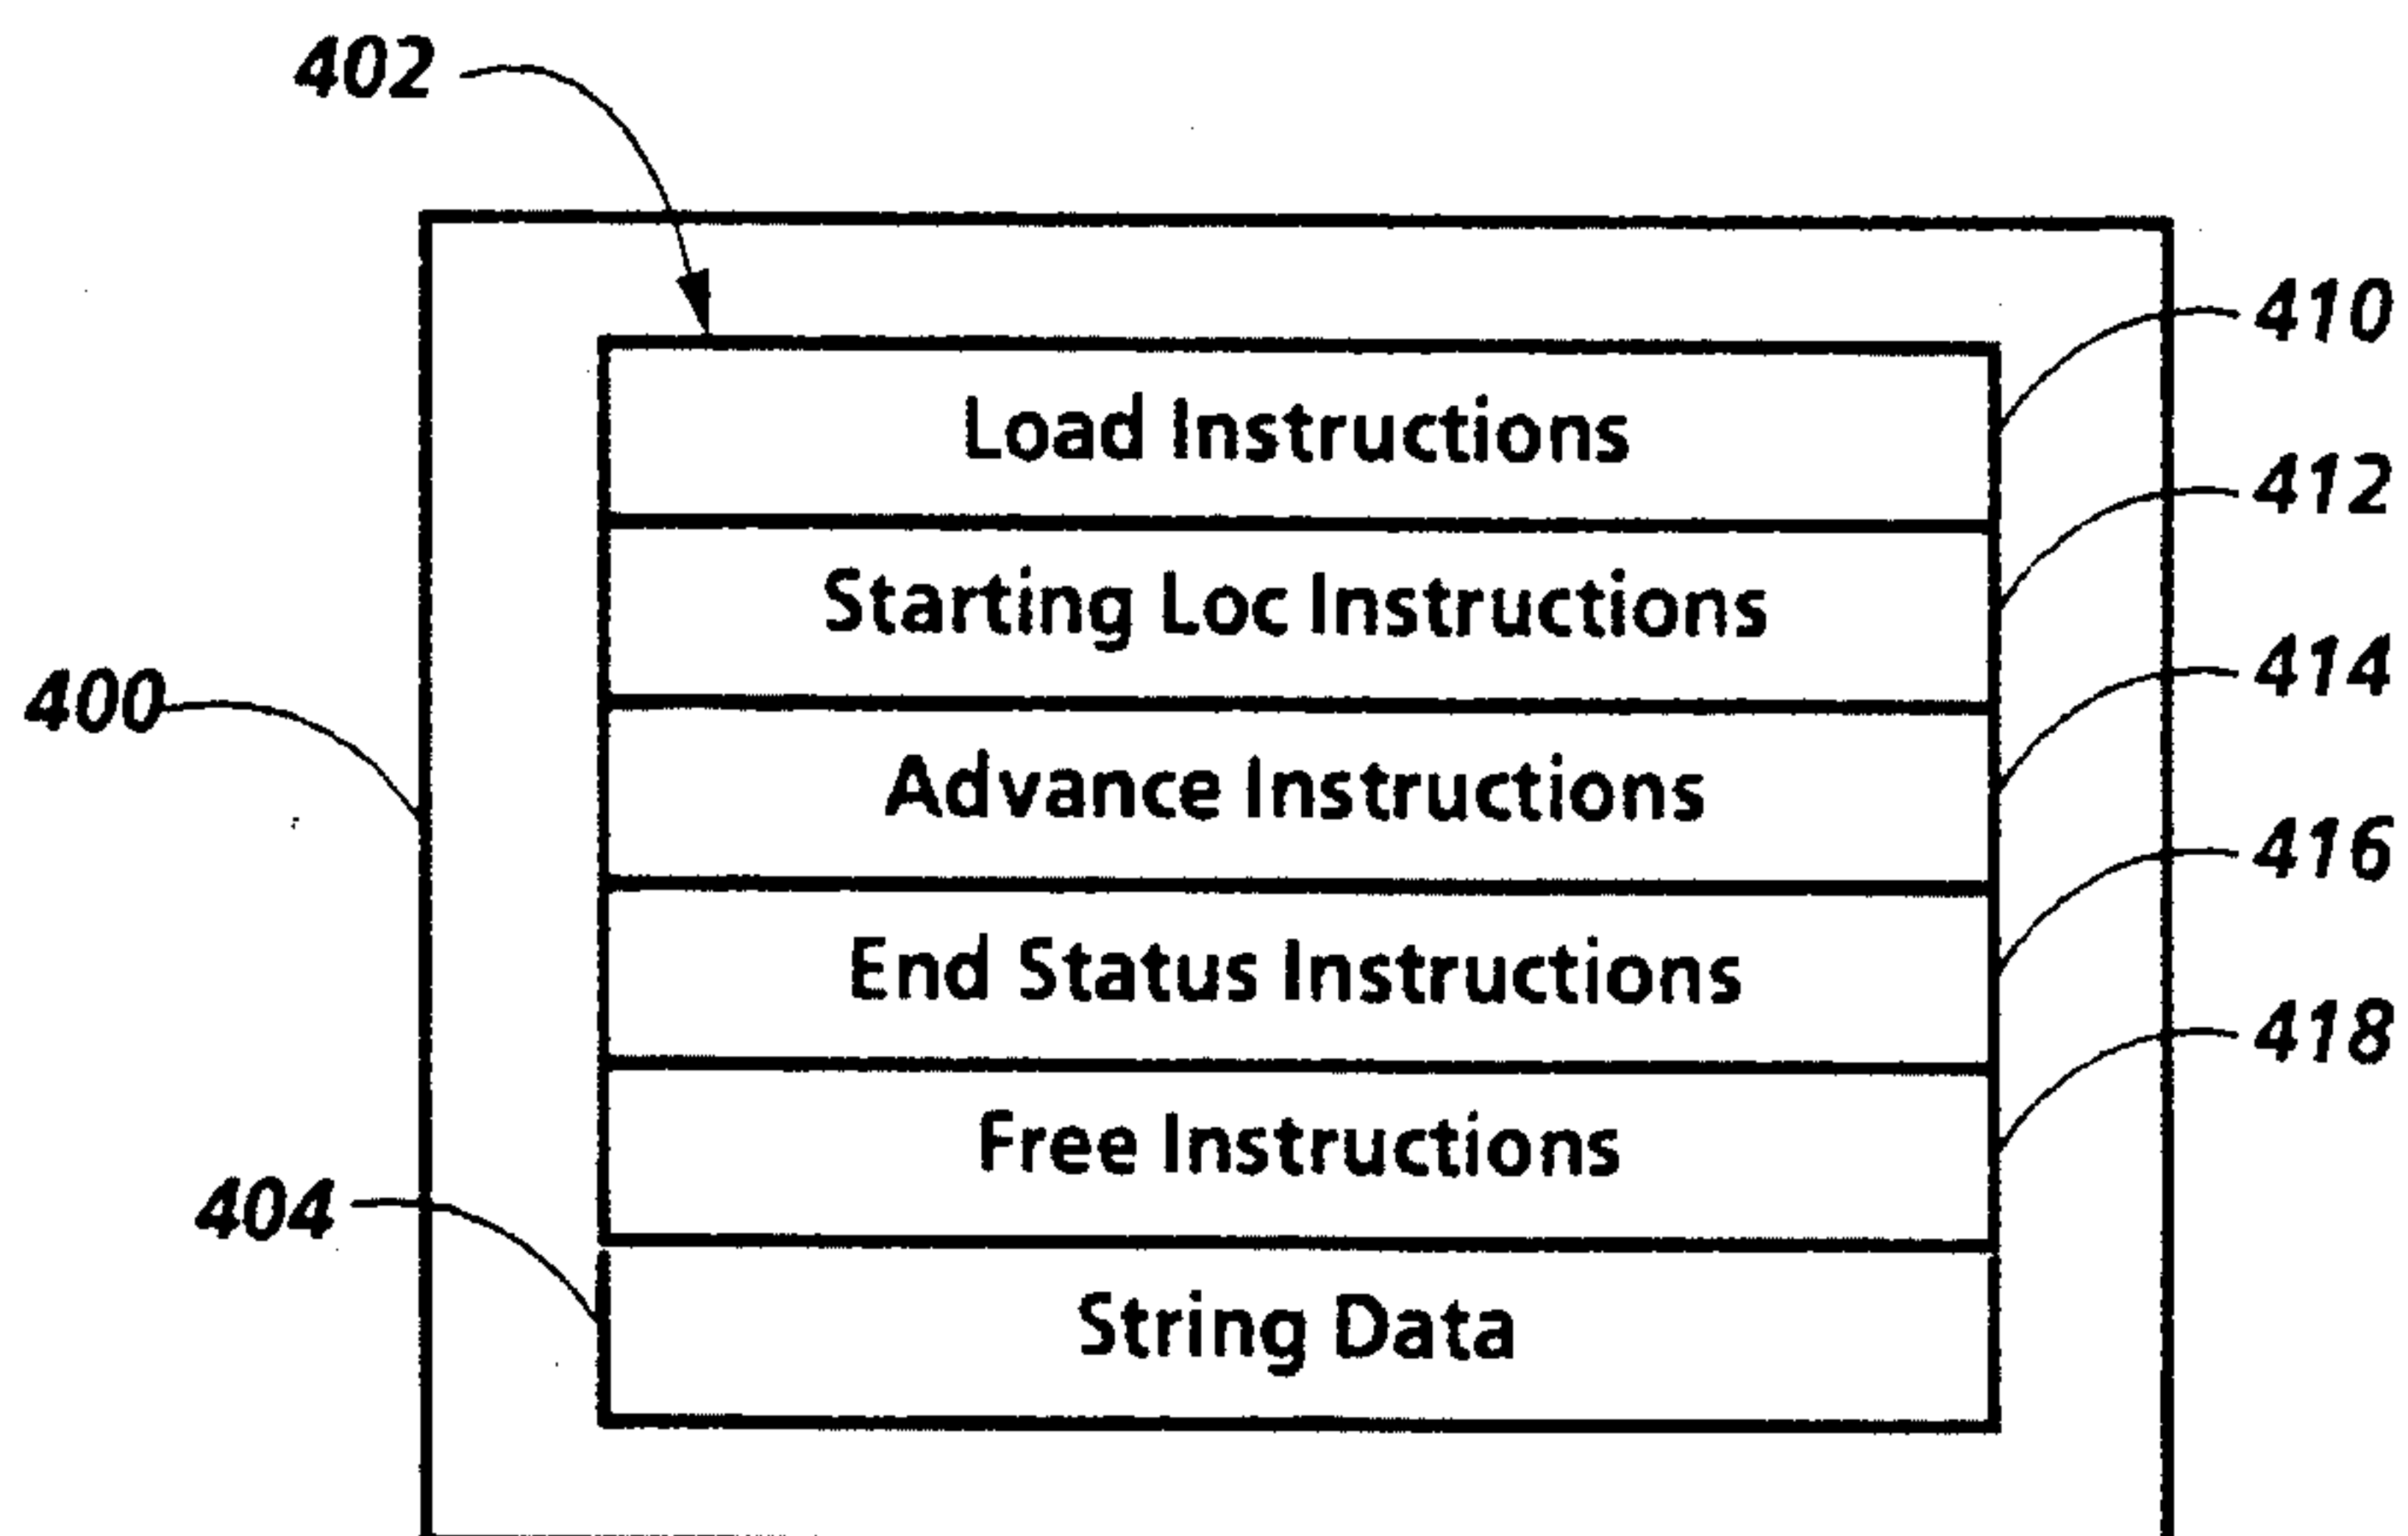 402
410
Load Instructions
412
Starting Loc Instructions
414
400
Advance Instructions
416
End Status Instructions
418
Free Instructions
404
String Data